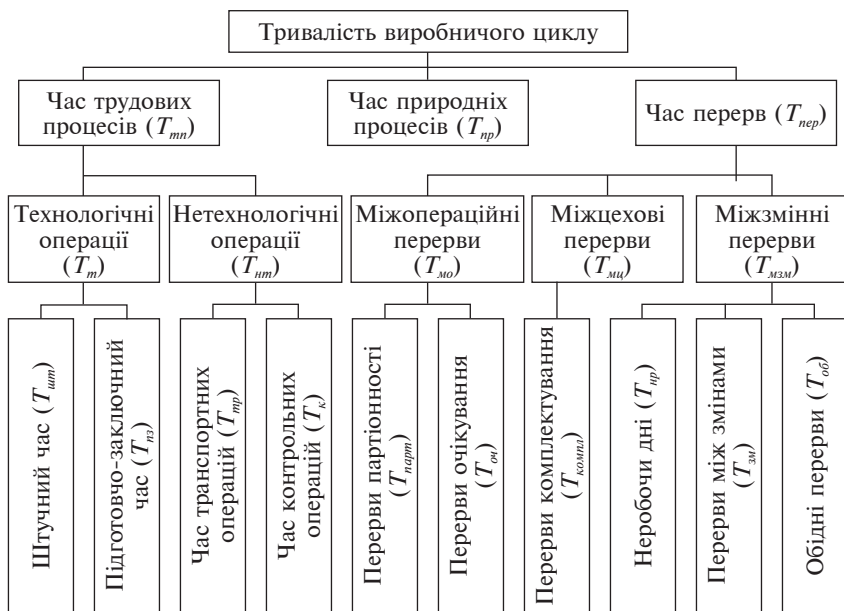 Тривалість виробничого циклу
Час трудових
процесів (Tтп)
Час природніх
процесів (Tпр)
Час перерв (Tпер)
Технологічні
операції
(Tт)
Нетехнологічні
операції
(Tнт)
Міжопераційні
перерви
(Tмо)
Міжцехові
перерви
(Tмц)
Міжзмінні
перерви
(Tмзм)
Штучний час (Tшт)
Підготовчо-заключний
час (Tпз)
Час транспортних
операцій (Tтр)
Час контрольних
операцій (Tк)
Перерви партіонності
(Tпарт)
Перерви очікування
(Tоч)
Перерви комплектування
(Tкомпл)
Неробочи дні (Tнр)
Перерви між змінами
(Tзм)
Обідні перерви (Tоб)